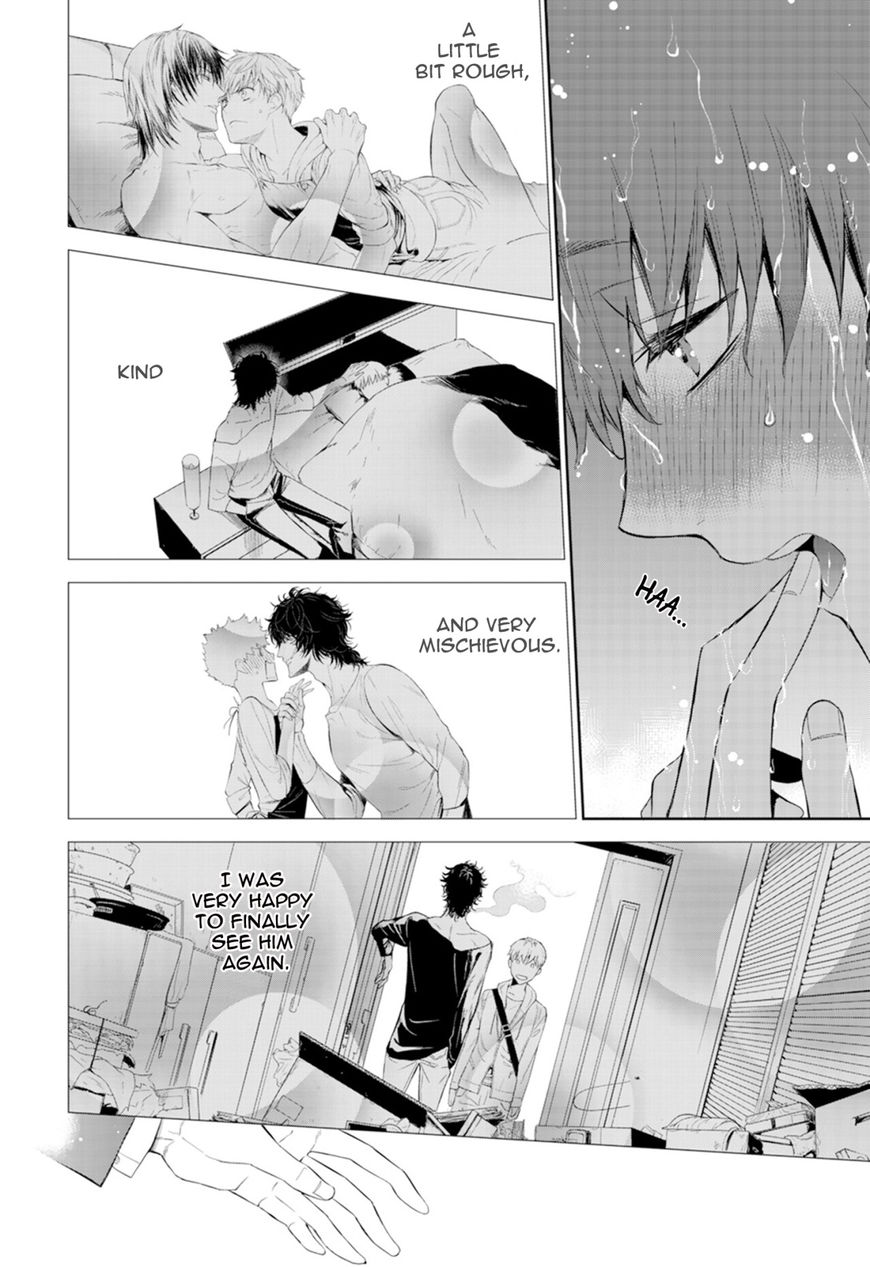 A
LITTLE
BIT ROUGH,
KIND
HAA...
AND VERY
MISCHIEVOUS.
I WAS
VERY HAPPY
TO FINALLY
SEE HIM
AGAIN.